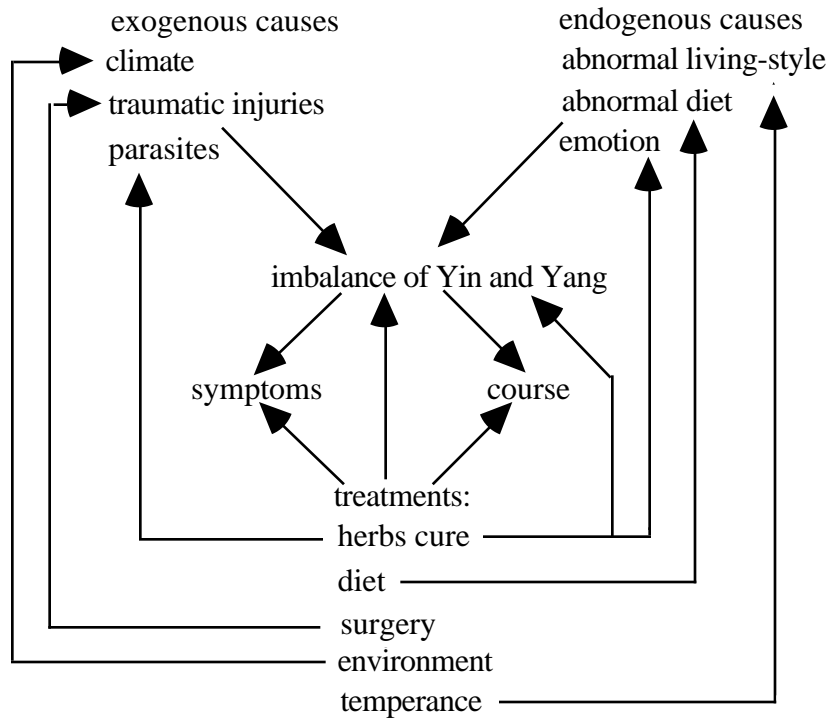 exogenous causes
climate
traumatic injuries
parasites
endogenous causes
abnormal living-style
abnormal diet
emotion
imbalance of Yin and Yang
symptoms
course
treatments:
herbs cure
diet
surgery
environment
temperance